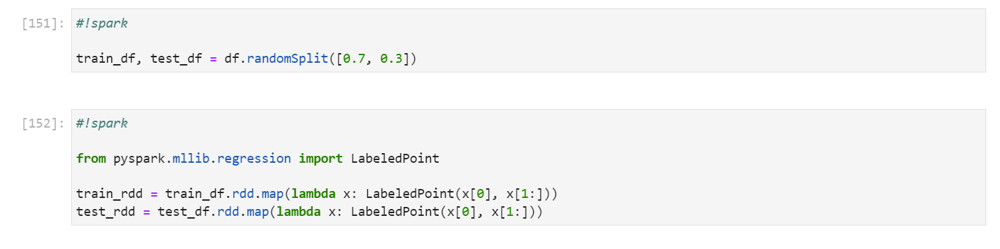 [151]: #!spark
train_df, test_df = df.randomSplit([0.7, 0.3])
[152]: #!spark
from pyspark.mllib.regression import LabeledPoint
train_rdd = train_df.rdd.map(lambda x: LabeledPoint(x[0], x[1:]))
test_rdd = test_df.rdd.map(lambda x: LabeledPoint(x[0], x[1:]))